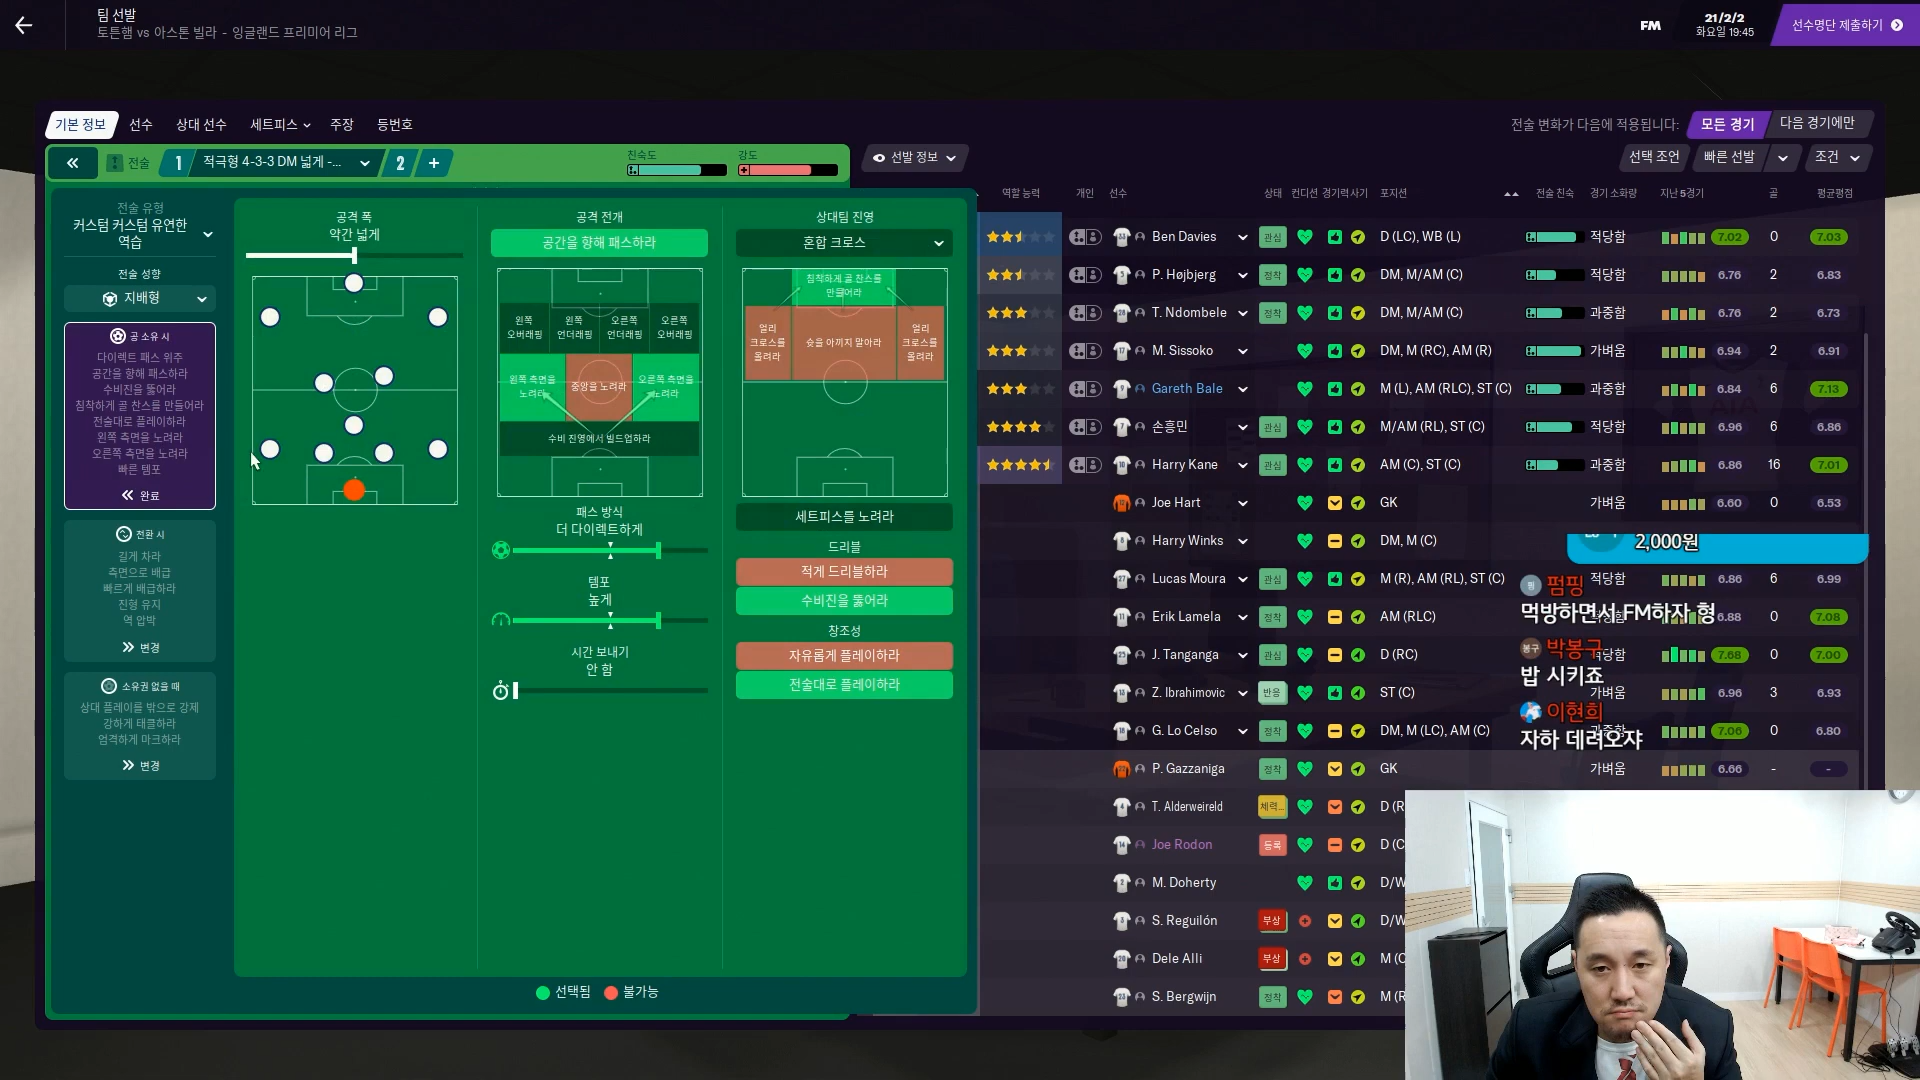 팀 선발
토튼햄 vs 아스톤 빌라 - 잉글랜드 프리미어 리그
FM
21/2/2
화요일 19:45
선수명단 제출하기
기본 정보
선수
상대 선수
세트피스
주장
등번호
전술 변화가 다음에 적용됩니다:
모든 경기
다음 경기에만
전술
1
적극형 4-3-3 DM 넓게 -...
2
+
친숙도
강도
선발 정보
선택 조언
빠른 선발
조건
전술 유형
커스텀 커스텀 유연한
역습
전술 성향
지배형
공 소유 시
다이렉트 패스 위주
공간을 향해 패스하라
수비진을 뚫어라
침착하게 골 찬스를 만들어라
전술대로 플레이하라
왼쪽 측면을 노려라
오른쪽 측면을 노려라
빠른 템포
완료
전환 시
길게 차라
측면으로 배급
빠르게 배급하라
진형 유지
역 압박
변경
소유권 없을 때
상대 플레이를 밖으로 강제
강하게 태클하라
엄격하게 마크하라
변경
공격 폭
약간 넓게
공격 전개
공간을 향해 패스하라
왼쪽 오버래핑
왼쪽 언더래핑
오른쪽 언더래핑
오른쪽 오버래핑
왼쪽 측면을 노려라
중앙을 노려라
오른쪽 측면을 노려라
수비 진영에서 빌드업하라
패스 방식
더 다이렉트하게
템포
높게
시간 보내기
안 함
상대팀 진영
혼합 크로스
침착하게 골 찬스를
만들어라
얼리 크로스를 올려라
슛을 아끼지 말아라
얼리 크로스를 올려라
세트피스를 노려라
드리블
적게 드리블하라
수비진을 뚫어라
창조성
자유롭게 플레이하라
전술대로 플레이하라
선택됨
불가능
역할 능력 개인 선수 상태 컨디션 경기력 사기 포지션 전술 친숙 경기 소화량 지난 5경기 골 평균평점
Ben Davies 관심 D (LC), WB (L) 적당함 7.02 0 7.03
P. Højbjerg 정착 DM, M/AM (C) 적당함 6.76 2 6.83
T. Ndombele 정착 DM, M/AM (C) 과중함 6.76 2 6.73
M. Sissoko DM, M (RC), AM (R) 가벼움 6.94 2 6.91
Gareth Bale M (L), AM (RLC), ST (C) 과중함 6.84 6 7.13
손흥민 관심 M/AM (RL), ST (C) 적당함 6.96 6 6.86
Harry Kane 관심 AM (C), ST (C) 과중함 6.86 16 7.01
Joe Hart GK 가벼움 6.60 0 6.53
Harry Winks DM, M (C)
2,000원
Lucas Moura 관심 M (R), AM (RL), ST (C) 적당함 6.86 6 6.99
펌핑
먹방하면서 FM하자 형
Erik Lamela 정착 AM (RLC) 6.88 0 7.08
박봉구
J. Tanganga 관심 D (RC) 적당함 7.68 0 7.00
밥 시키죠
Z. Ibrahimovic 반응 ST (C) 가벼움 6.96 3 6.93
이현희
G. Lo Celso 정착 DM, M (LC), AM (C) 과중함 7.06 0 6.80
자하 데려오쟈
P. Gazzaniga 정착 GK 가벼움 6.66 - -
T. Alderweireld 체력... D (R
Joe Rodon 등록 D (C
M. Doherty D/W
S. Reguilón 부상 D/W
Dele Alli 부상 M (C
S. Bergwijn 정착 M (R